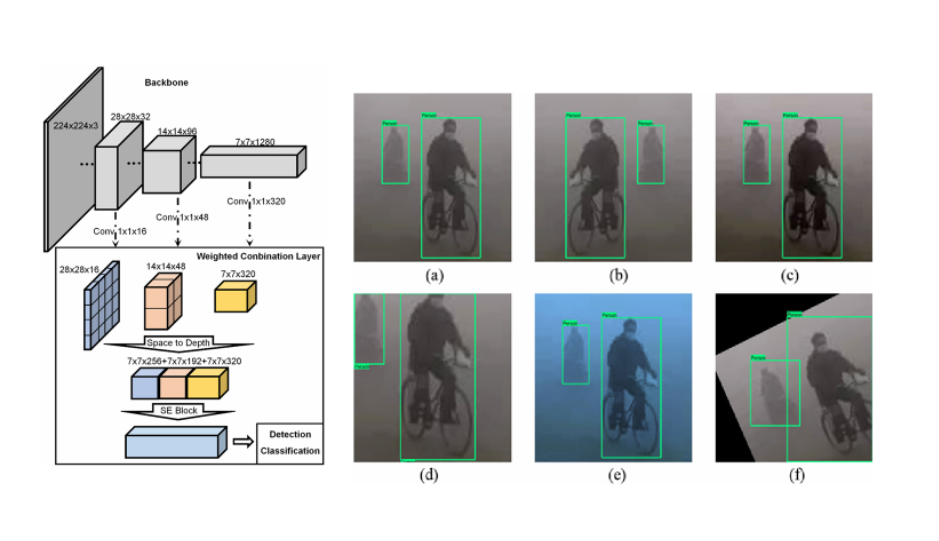 Backbone
224x224x3
28x28x32
14x14x96
7x7x1280
Conv 1x1x16
Conv 1x1x48
Conv 1x1x320
Weighted Conbination Layer
28x28x16
14x14x48
7x7x320
Space to Depth
7x7x256+7x7x192+7x7x320
SE Block
Detection
Classification
Person
Person
(a)
Person
Person
(b)
Person
Person
(c)
Person
(d)
Person
Person
(e)
Person
Person
(f)